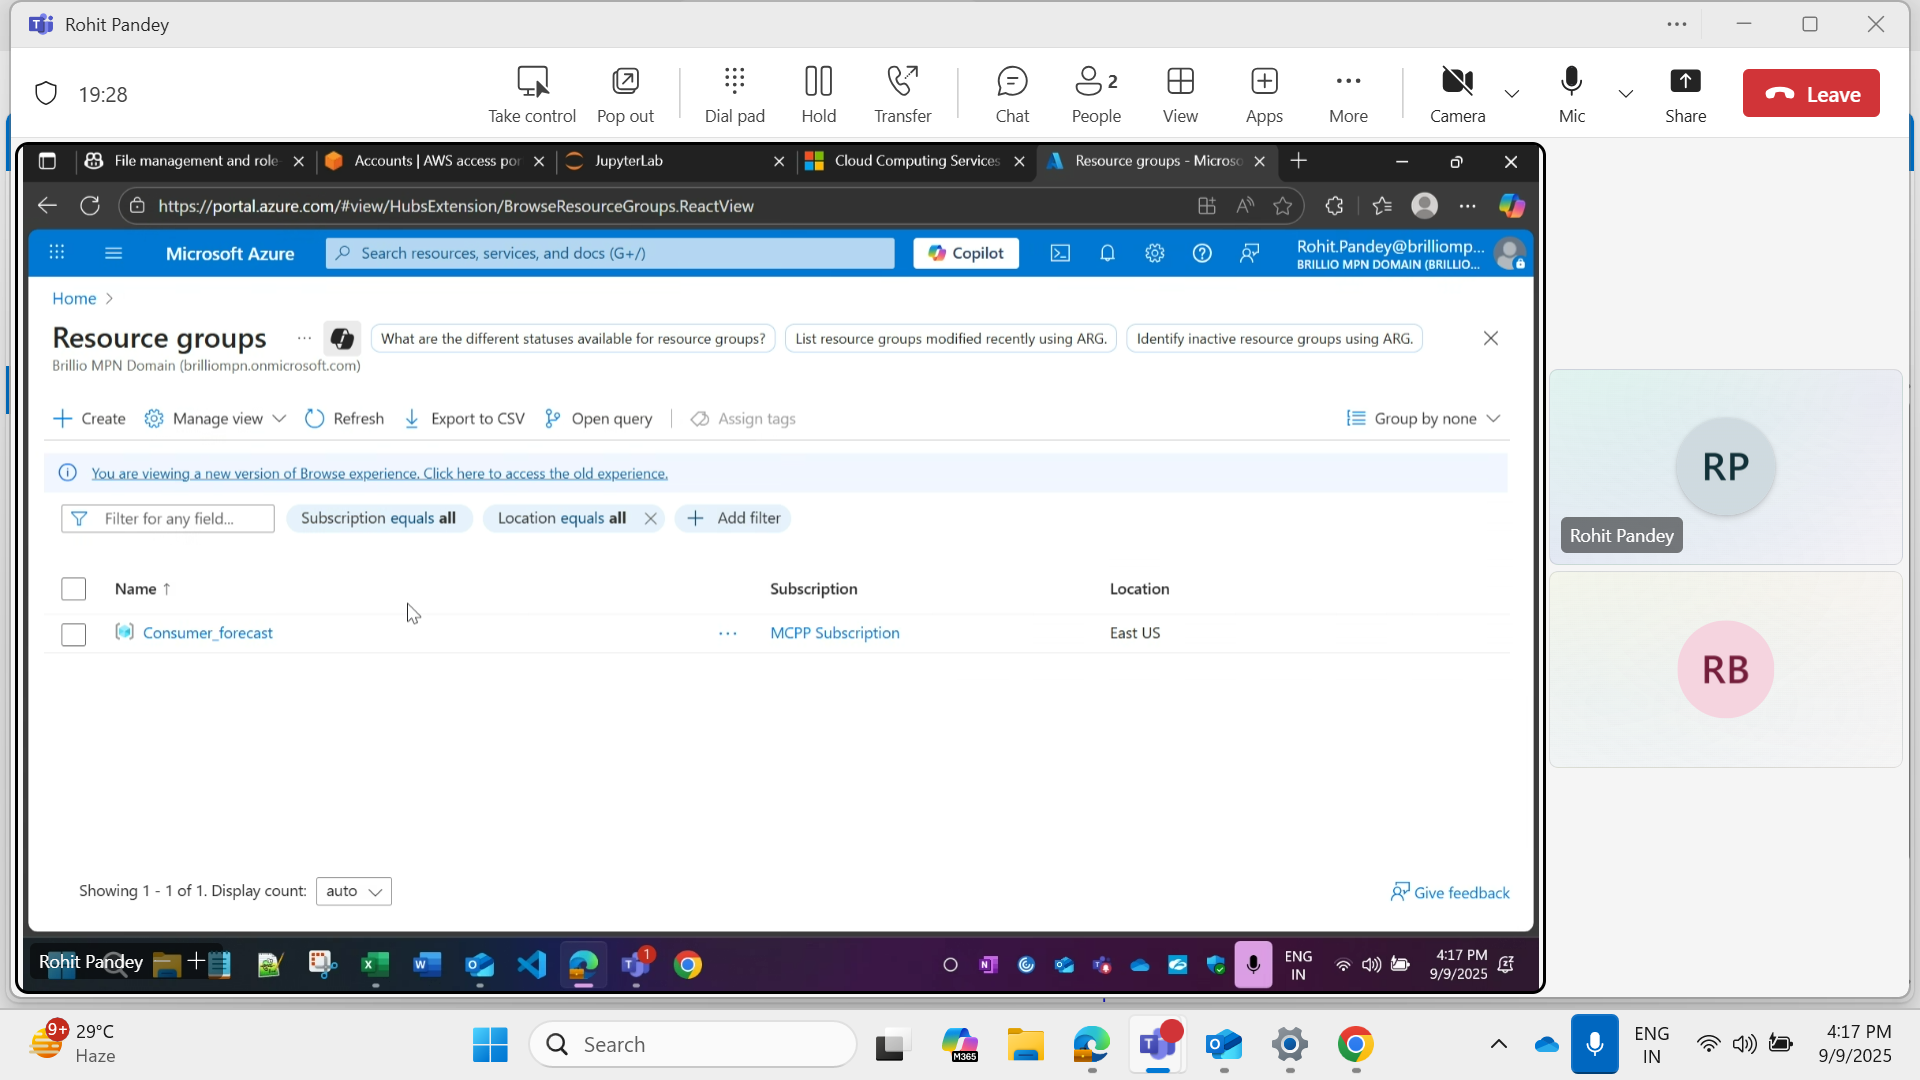 Rohit Pandey
19:28
Take control
Pop out
Dial pad
Hold
Transfer
Chat
2
People
View
Apps
More
Camera
Mic
Share
Leave
File management and role-
Accounts | AWS access por
JupyterLab
Cloud Computing Services
Resource groups - Microso
https://portal.azure.com/#view/HubsExtension/BrowseResourceGroups.ReactView
Microsoft Azure
Search resources, services, and docs (G+/)
Copilot
Rohit.Pandey@brilliomp...
BRILLIO MPN DOMAIN (BRILLIO...
Home
Resource groups
What are the different statuses available for resource groups?
List resource groups modified recently using ARG.
Identify inactive resource groups using ARG.
Brillio MPN Domain (brilliompn.onmicrosoft.com)
Create
Manage view
Refresh
Export to CSV
Open query
Assign tags
Group by none
You are viewing a new version of Browse experience. Click here to access the old experience.
Filter for any field...
Subscription equals all
Location equals all
Add filter
Name ↑
Subscription
Location
Consumer_forecast
MCPP Subscription
East US
Showing 1 - 1 of 1. Display count:
auto
Give feedback
RP
Rohit Pandey
RB
Rohit Pandey
1
ENG
IN
4:17 PM
9/9/2025
9+
29°C
Haze
Search
M365
ENG
IN
4:17 PM
9/9/2025